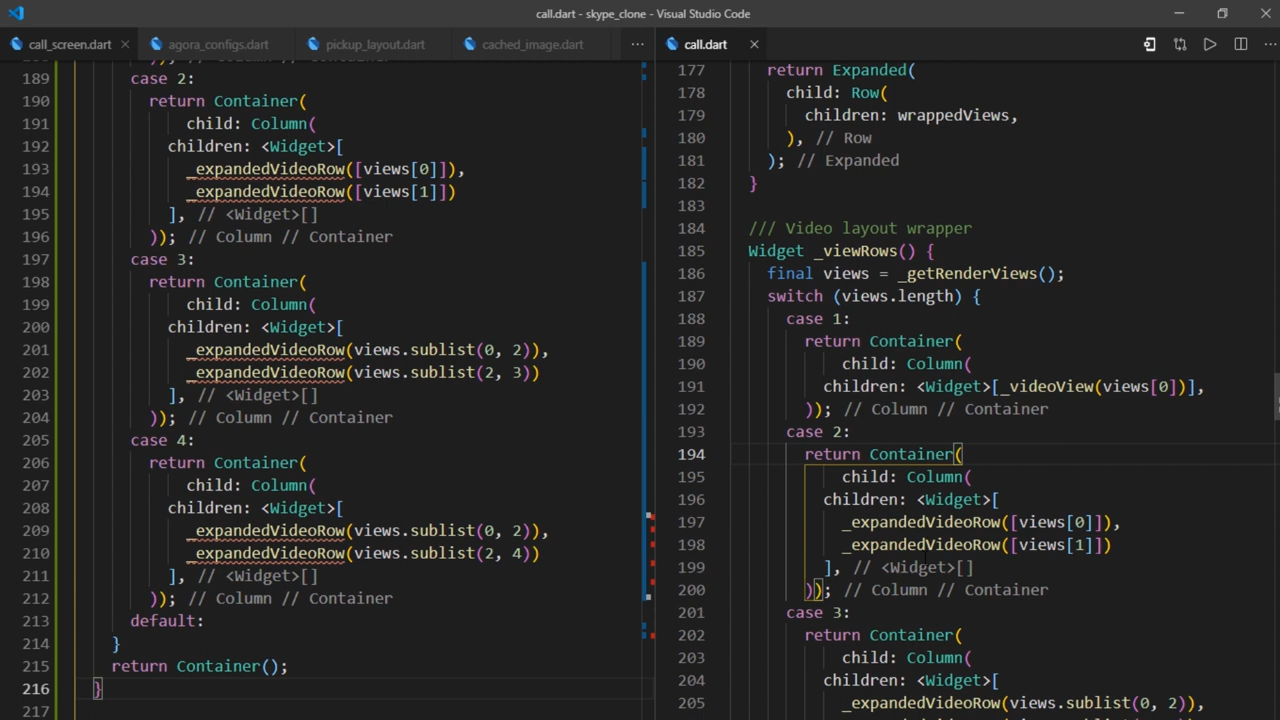 call.dart - skype_clone - Visual Studio Code
call_screen.dart
agora_configs.dart
pickup_layout.dart
cached_image.dart
call.dart
189 case 2:
190 return Container(
191 child: Column(
192 children: <Widget>[
193 _expandedVideoRow([views[0]]),
194 _expandedVideoRow([views[1]])
195 ], // <Widget>[]
196 )); // Column // Container
197 case 3:
198 return Container(
199 child: Column(
200 children: <Widget>[
201 _expandedVideoRow(views.sublist(0, 2)),
202 _expandedVideoRow(views.sublist(2, 3))
203 ], // <Widget>[]
204 )); // Column // Container
205 case 4:
206 return Container(
207 child: Column(
208 children: <Widget>[
209 _expandedVideoRow(views.sublist(0, 2)),
210 _expandedVideoRow(views.sublist(2, 4))
211 ], // <Widget>[]
212 )); // Column // Container
213 default:
214 }
215 return Container();
216 }
217
177 return Expanded(
178 child: Row(
179 children: wrappedViews,
180 ), // Row
181 ); // Expanded
182 }
183
184 /// Video layout wrapper
185 Widget _viewRows() {
186 final views = _getRenderViews();
187 switch (views.length) {
188 case 1:
189 return Container(
190 child: Column(
191 children: <Widget>[_videoView(views[0])],
192 )); // Column // Container
193 case 2:
194 return Container(
195 child: Column(
196 children: <Widget>[
197 _expandedVideoRow([views[0]]),
198 _expandedVideoRow([views[1]])
199 ], // <Widget>[]
200 )); // Column // Container
201 case 3:
202 return Container(
203 child: Column(
204 children: <Widget>[
205 _expandedVideoRow(views.sublist(0, 2)),